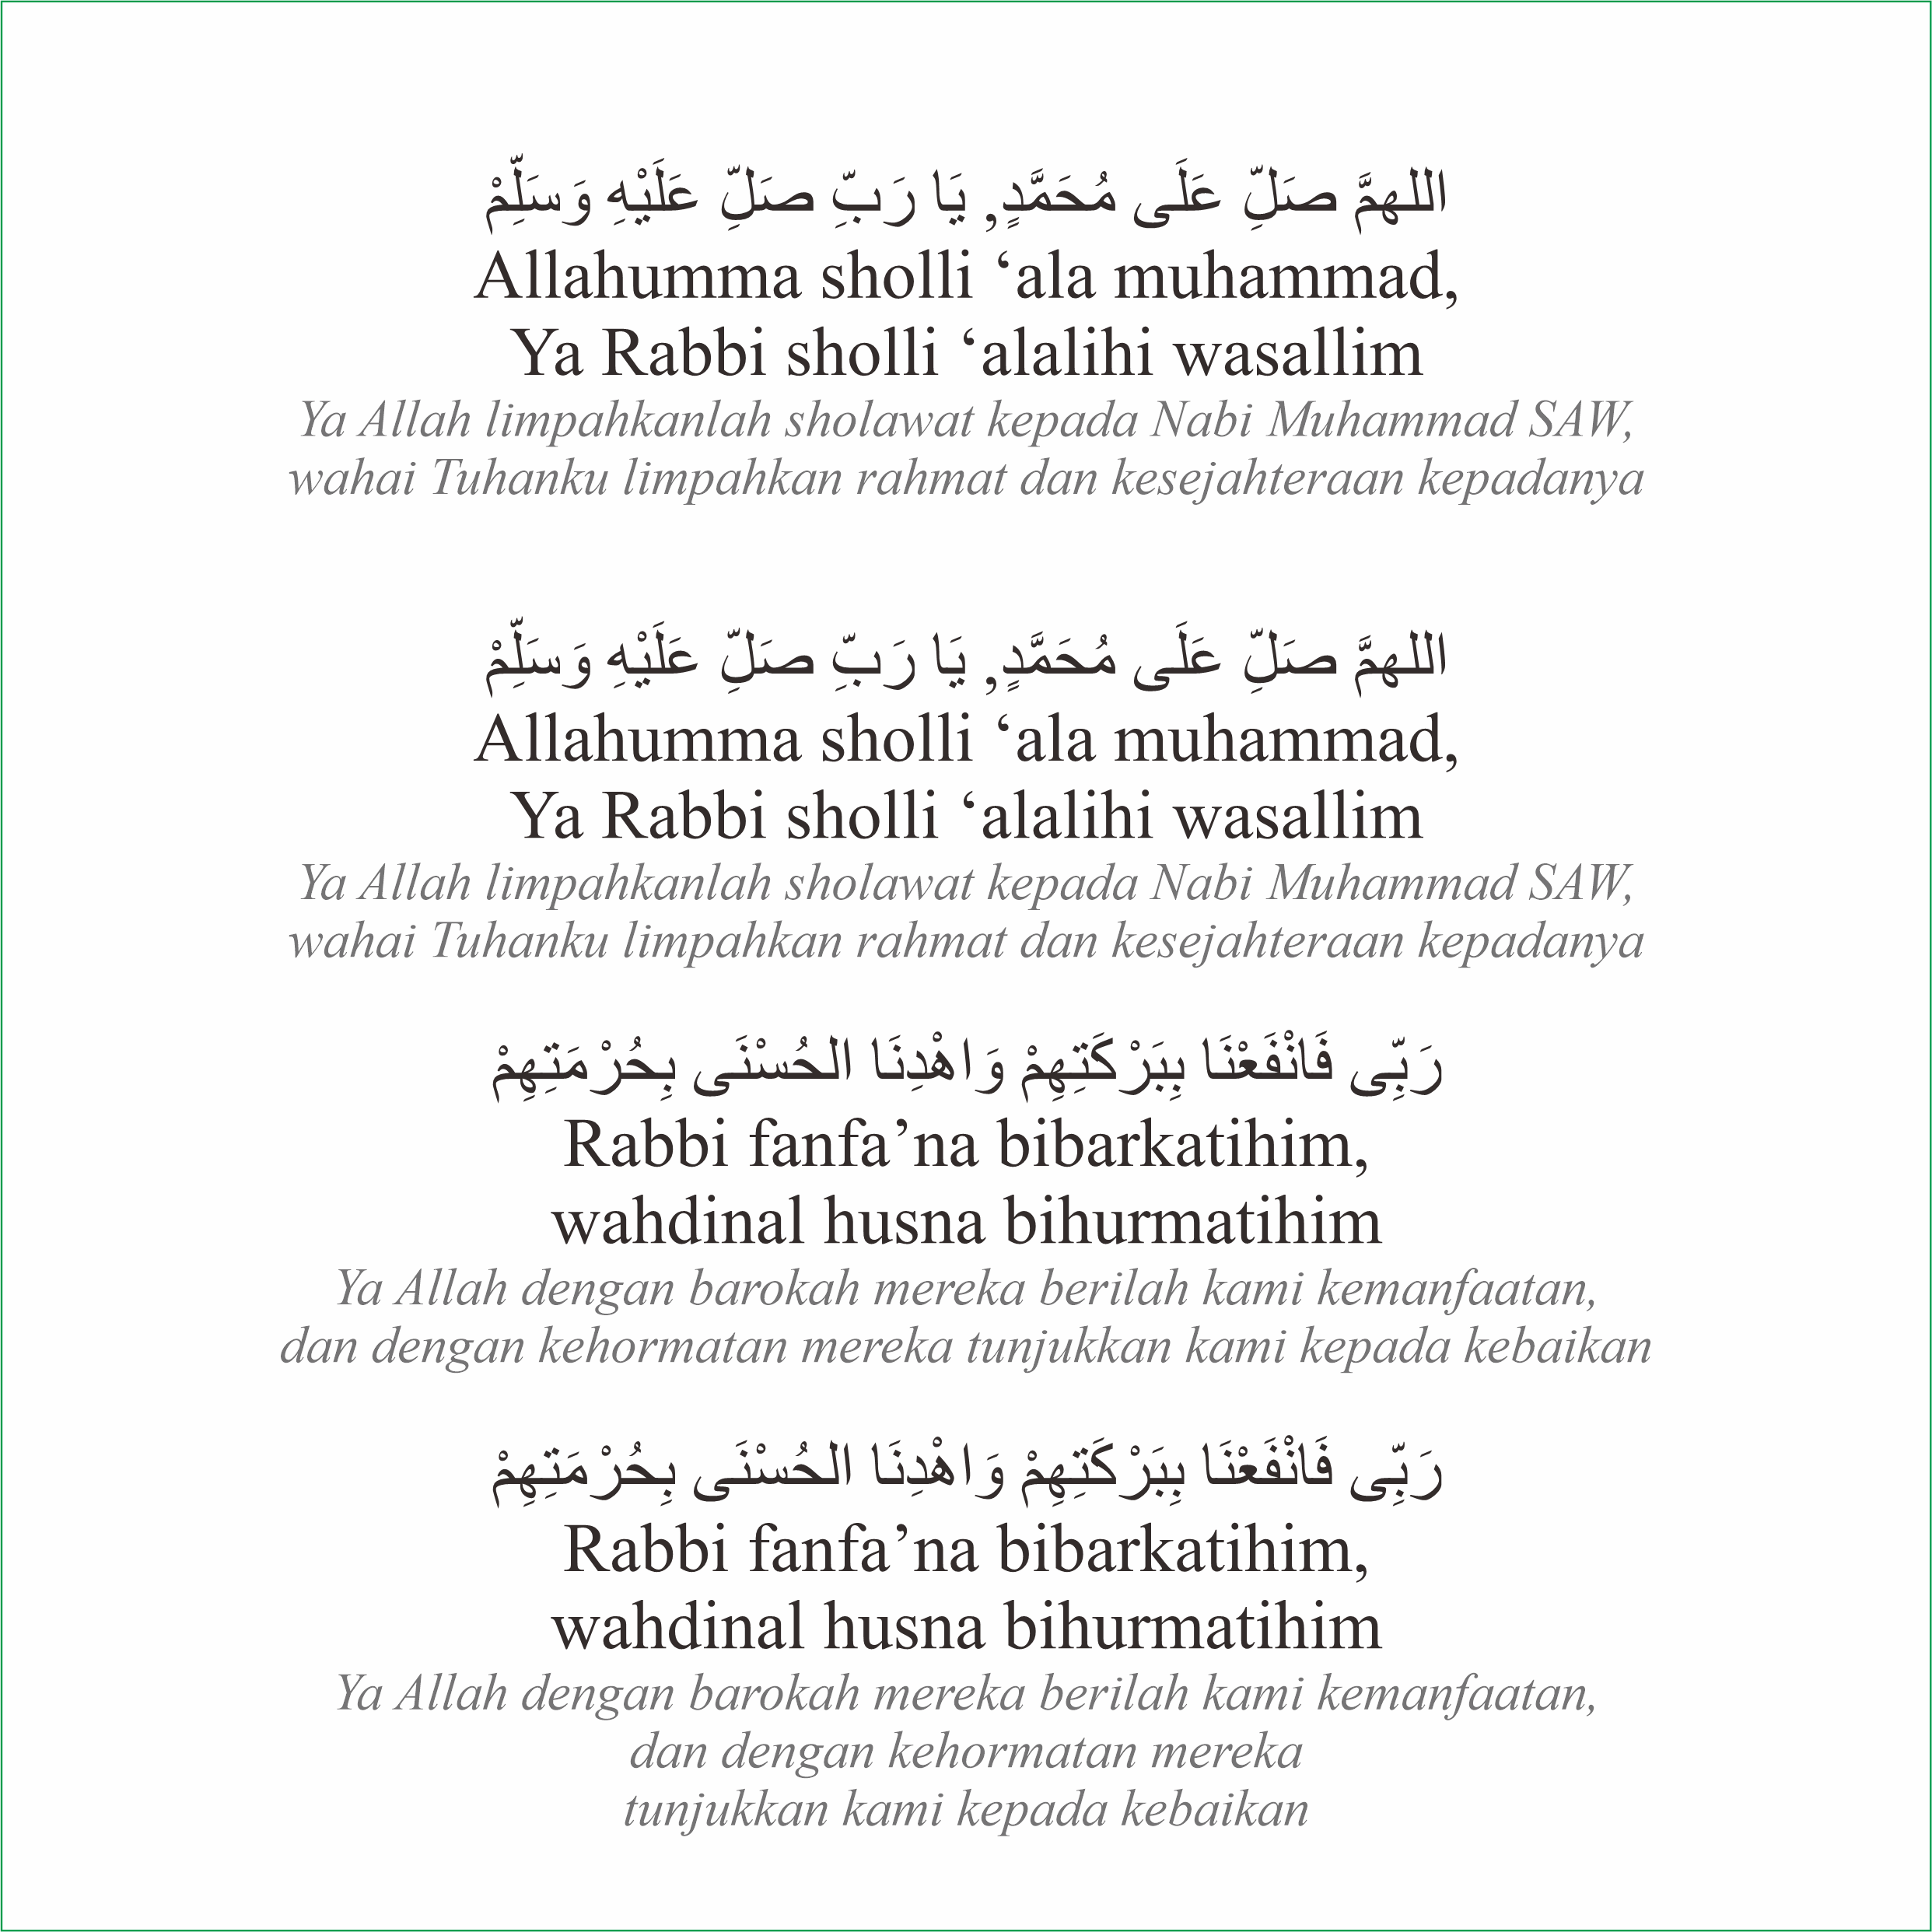 اللهمَّ صَلِّ عَلَى مُحَمَّدٍ, يَا رَبِّ صَلِّ عَلَيْهِ وَسَلِّمْ
Allahumma sholli ‘ala muhammad,
Ya Rabbi sholli ‘alalihi wasallim
Ya Allah limpahkanlah sholawat kepada Nabi Muhammad SAW,
wahai Tuhanku limpahkan rahmat dan kesejahteraan kepadanya
اللهمَّ صَلِّ عَلَى مُحَمَّدٍ, يَا رَبِّ صَلِّ عَلَيْهِ وَسَلِّمْ
Allahumma sholli ‘ala muhammad,
Ya Rabbi sholli ‘alalihi wasallim
Ya Allah limpahkanlah sholawat kepada Nabi Muhammad SAW,
wahai Tuhanku limpahkan rahmat dan kesejahteraan kepadanya
رَبِّى فَانْفَعْنَا بِبَرْكَتِهِمْ وَاهْدِنَا الحُسْنَى بِحُرْمَتِهِمْ
Rabbi fanfa’na bibarkatihim,
wahdinal husna bihurmatihim
Ya Allah dengan barokah mereka berilah kami kemanfaatan,
dan dengan kehormatan mereka tunjukkan kami kepada kebaikan
رَبِّى فَانْفَعْنَا بِبَرْكَتِهِمْ وَاهْدِنَا الحُسْنَى بِحُرْمَتِهِمْ
Rabbi fanfa’na bibarkatihim,
wahdinal husna bihurmatihim
Ya Allah dengan barokah mereka berilah kami kemanfaatan,
dan dengan kehormatan mereka
tunjukkan kami kepada kebaikan